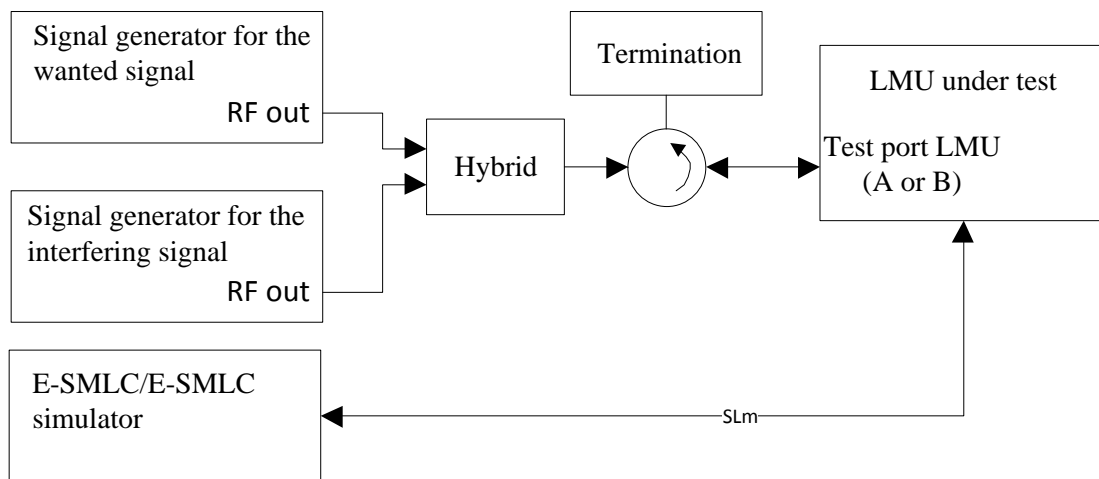 Signal generator for the
wanted signal
RF out
Termination
LMU under test
Test port LMU
(A or B)
Hybrid
Signal generator for the
interfering signal
RF out
E-SMLC/E-SMLC
simulator
SLm